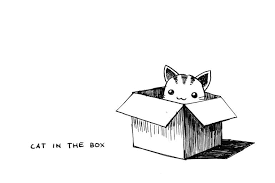 CAT IN THE BOX